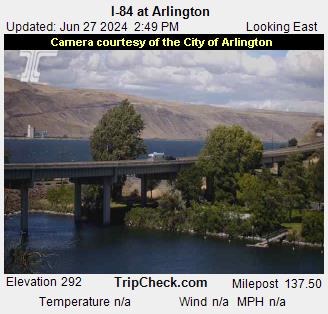 I-84 at Arlington
Updated: Jun 27 2024 2:49 PM Looking East
Camera courtesy of the City of Arlington
Elevation 292 TripCheck.com Milepost 137.50
Temperature n/a Wind n/a MPH n/a